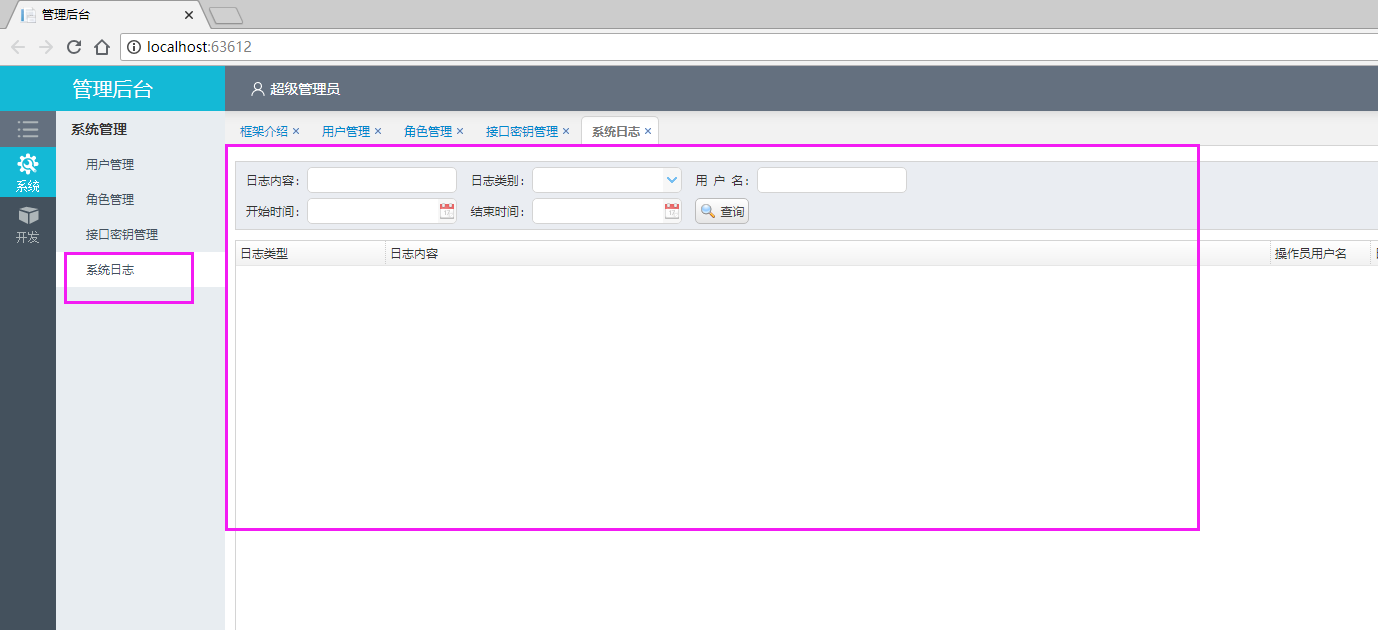 管理后台
localhost:63612
管理后台
超级管理员
系统
开发
系统管理
用户管理
角色管理
接口密钥管理
系统日志
框架介绍 × 用户管理 × 角色管理 × 接口密钥管理 × 系统日志 ×
日志内容: 日志类别: 用 户 名:
开始时间: 结束时间: 查询
日志类型 日志内容 操作员用户名